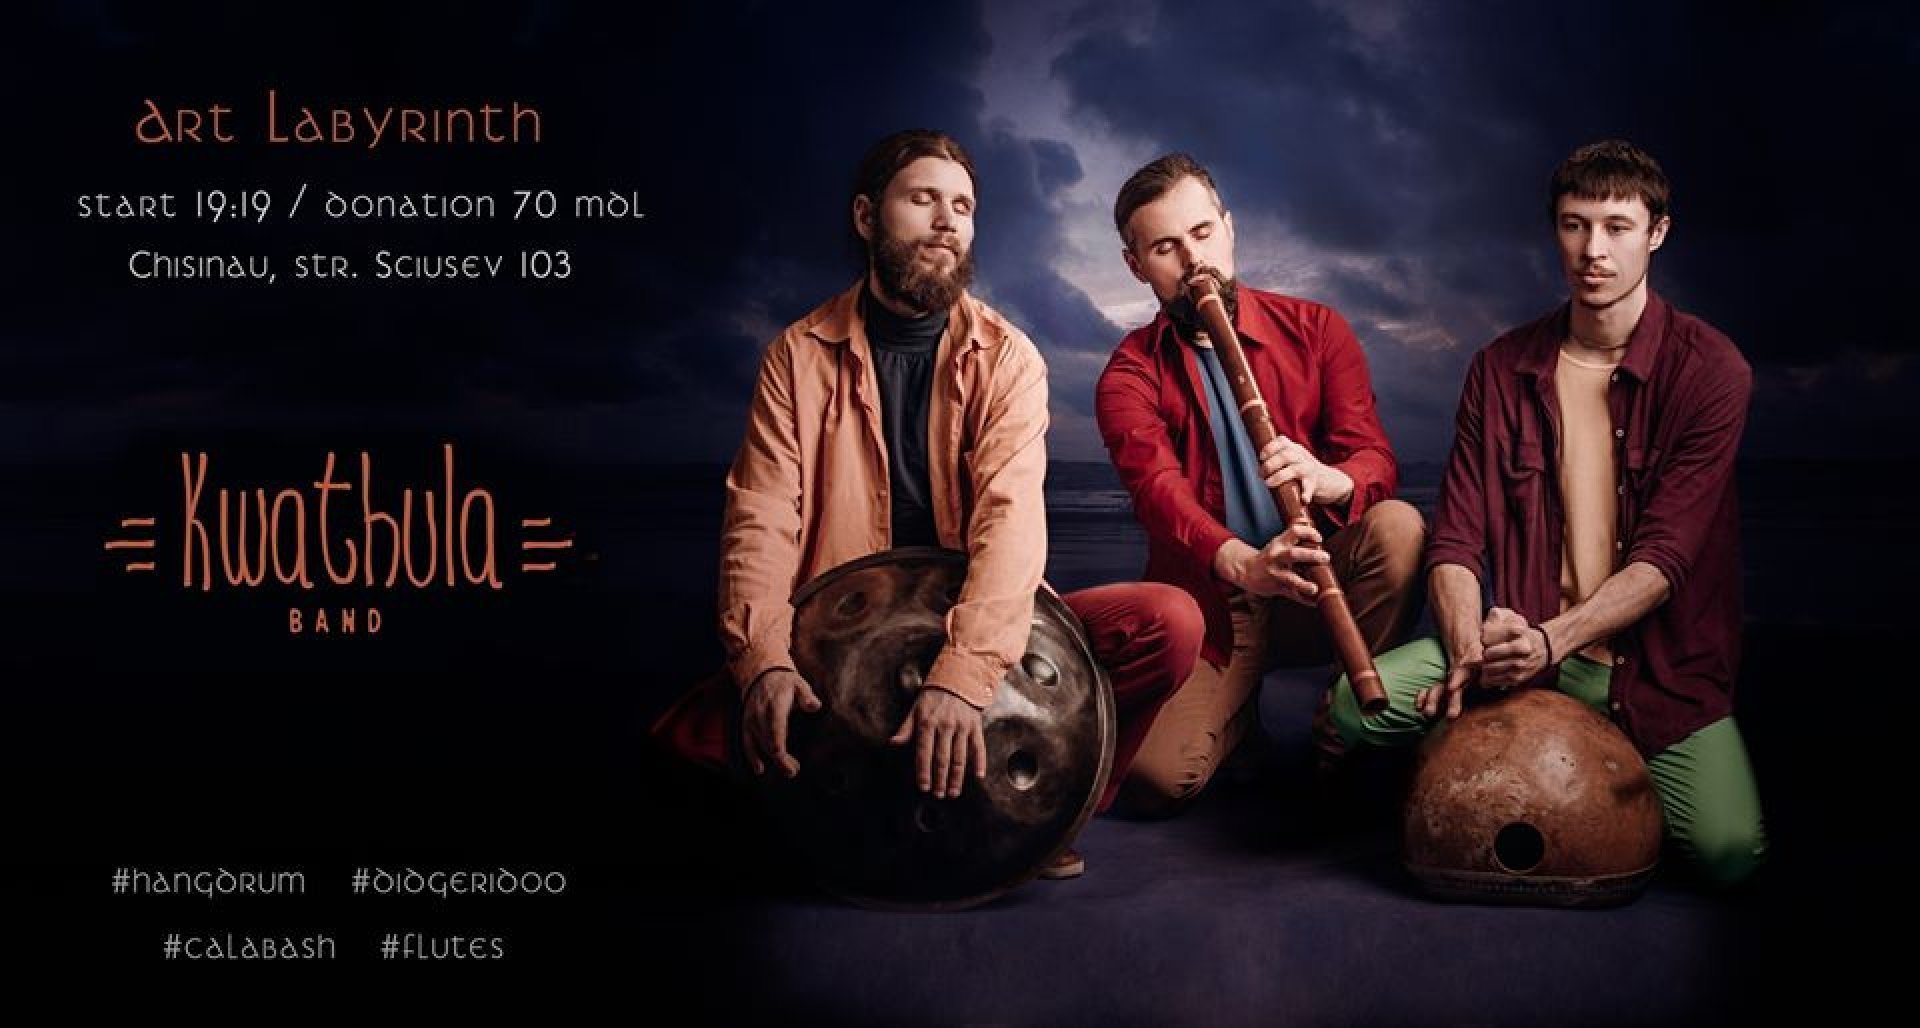 Art Labyrinth
start 19:19 / donation 70 mdl
Chisinau, str. Sciusev 103
Kwathula
BAND
#hangdrum #didgeridoo
#calabash #flutes